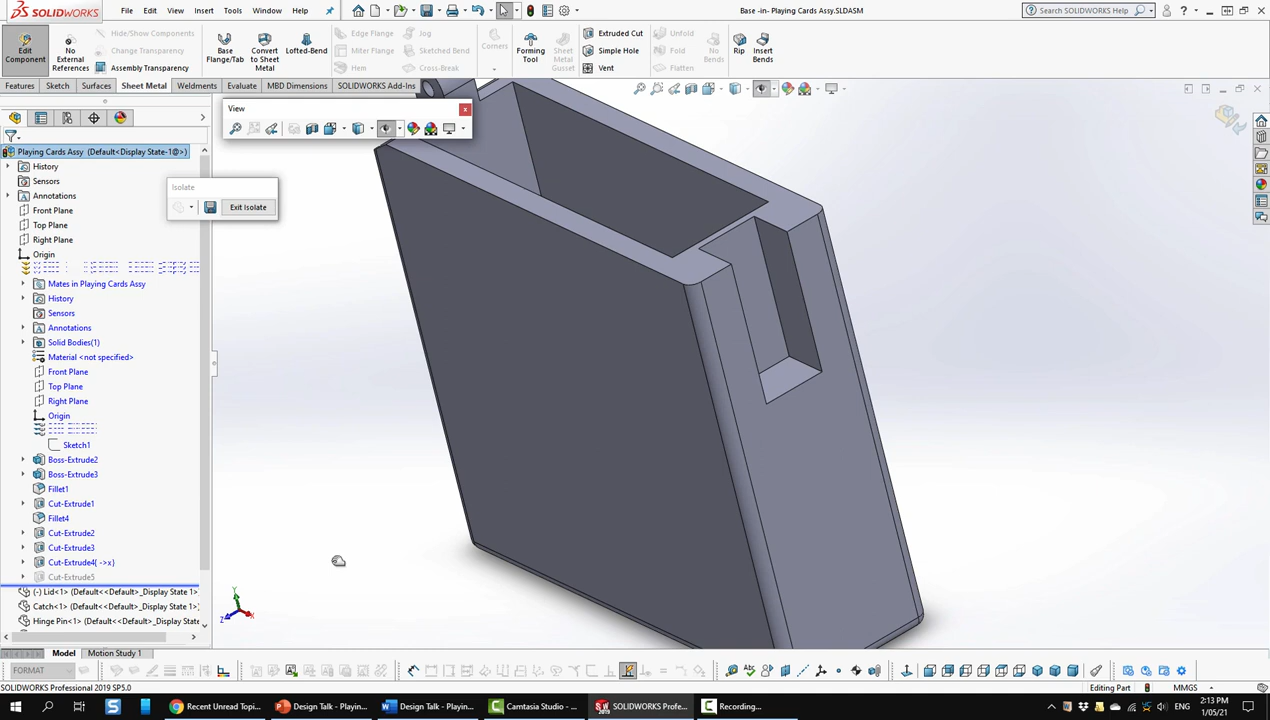 SOLIDWORKS File Edit View Insert Tools Window Help Base -in- Playing Cards Assy.SLDASM Search SOLIDWORKS Help
Edit Component
No External References
Hide/Show Components
Change Transparency
Assembly Transparency
Base Flange/Tab
Convert to Sheet Metal
Lofted-Bend
Edge Flange
Miter Flange
Hem
Jog
Sketched Bend
Cross-Break
Corners
Forming Tool
Sheet Metal Gusset
Extruded Cut
Simple Hole
Vent
Unfold
Fold
Flatten
No Bends
Rip
Insert Bends
Features Sketch Surfaces Sheet Metal Weldments Evaluate MBD Dimensions SOLIDWORKS Add-Ins
View
Playing Cards Assy (Default<Display State-1@>)
History
Sensors
Isolate
Annotations
Exit Isolate
Front Plane
Top Plane
Right Plane
Origin
Mates in Playing Cards Assy
History
Sensors
Annotations
Solid Bodies(1)
Material <not specified>
Front Plane
Top Plane
Right Plane
Origin
Sketch1
Boss-Extrude2
Boss-Extrude3
Fillet1
Cut-Extrude1
Fillet4
Cut-Extrude2
Cut-Extrude3
Cut-Extrude4( ->x)
Cut-Extrude5
(-) Lid<1> (Default<<Default>_Display State 1>)
Catch<1> (Default<<Default>_Display State 1>)
Hinge Pin<1> (Default<<Default>_Display State
Y
X
Z
Model Motion Study 1
FORMAT
SOLIDWORKS Professional 2019 SP5.0 Editing Part MMGS
Recent Unread Topi... Design Talk - Playin... Design Talk - Playin... Camtasia Studio - ... SOLIDWORKS Profe... Recording...
2:13 PM
1/05/21